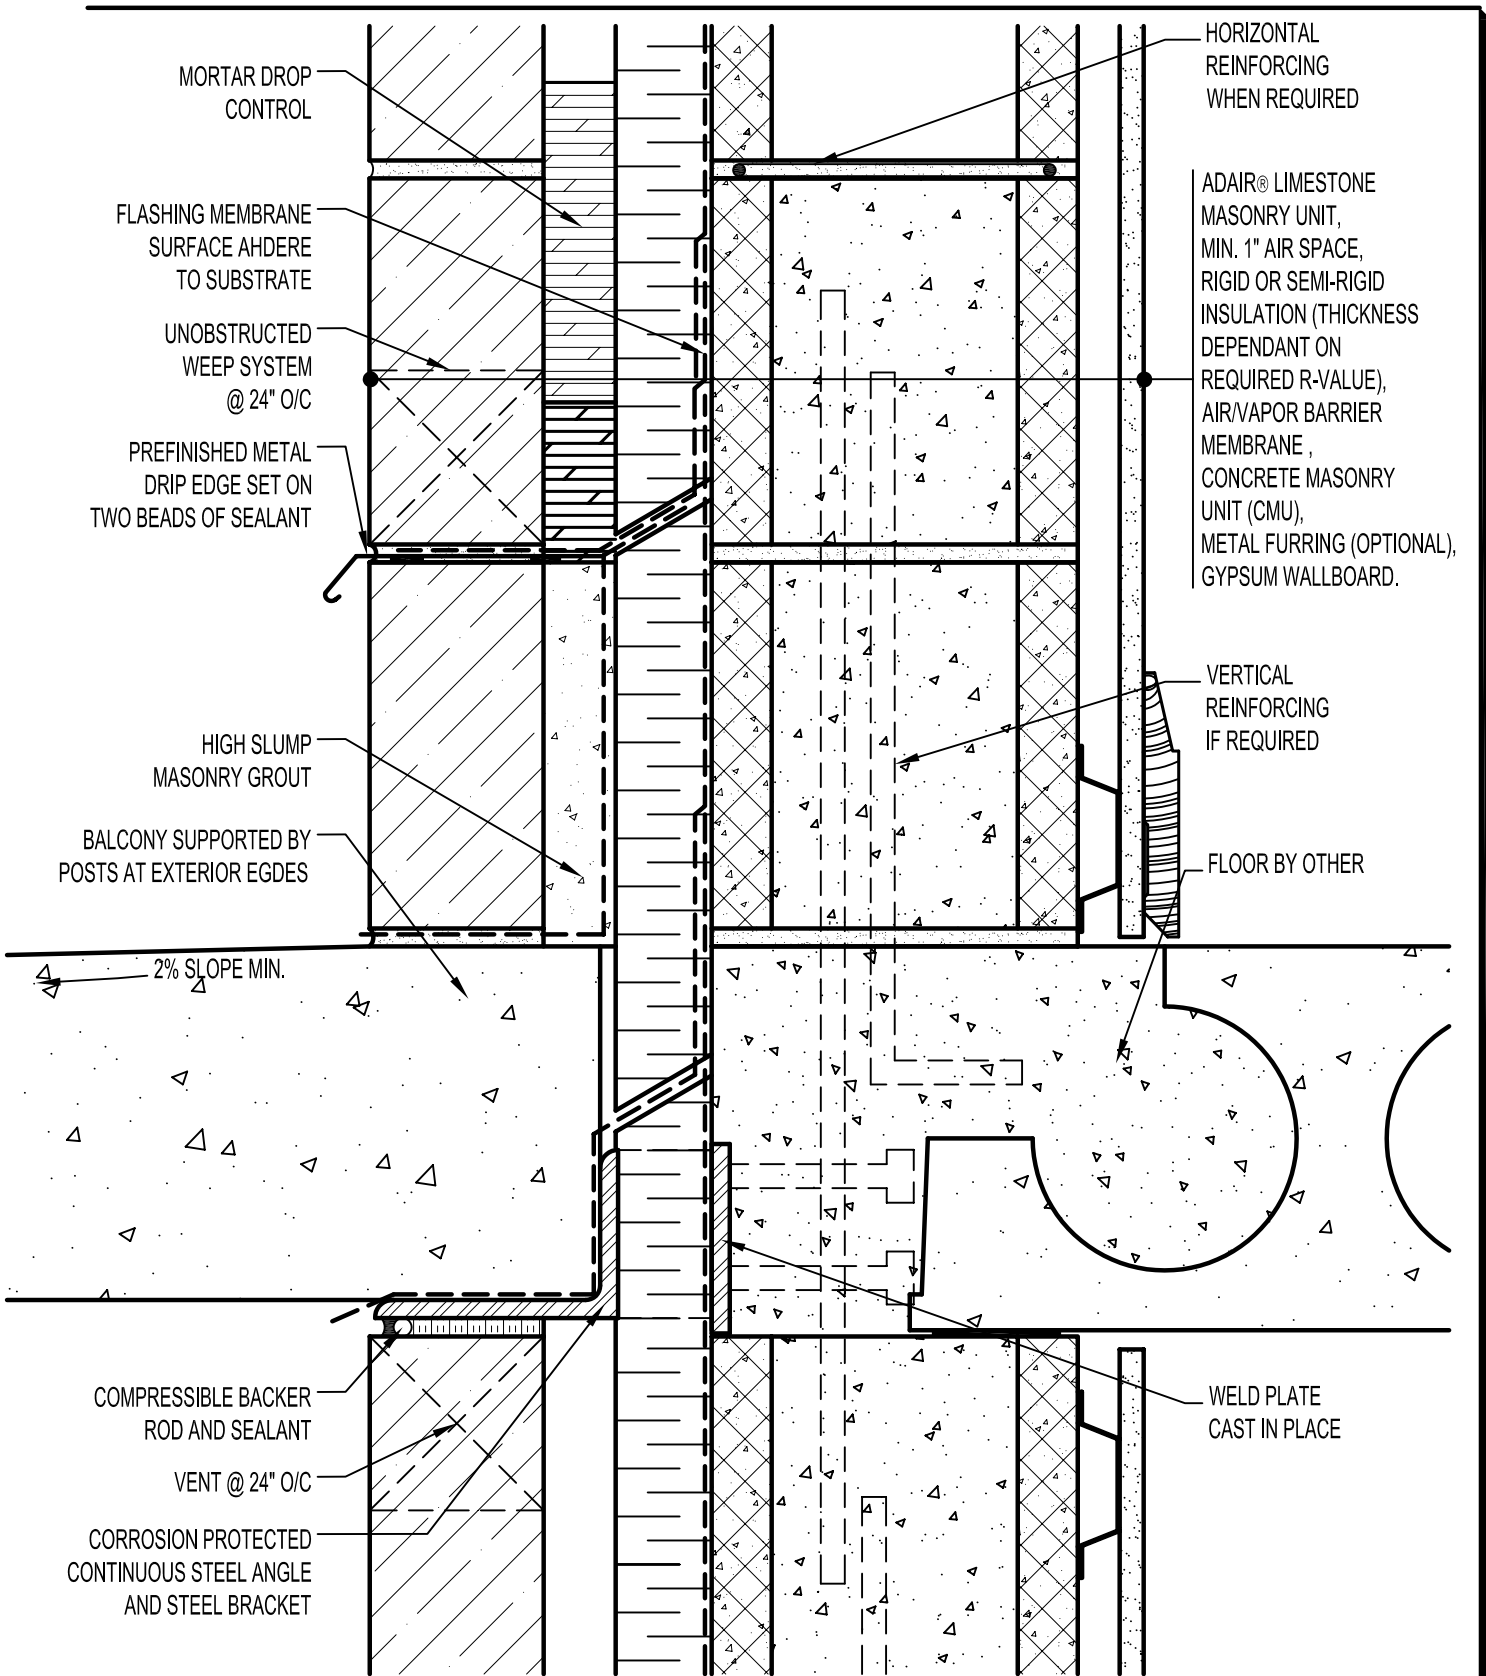 MORTAR DROP
CONTROL
FLASHING MEMBRANE
SURFACE AHDERE
TO SUBSTRATE
UNOBSTRUCTED
WEEP SYSTEM
@ 24" O/C
PREFINISHED METAL
DRIP EDGE SET ON
TWO BEADS OF SEALANT
HIGH SLUMP
MASONRY GROUT
BALCONY SUPPORTED BY
POSTS AT EXTERIOR EGDES
2% SLOPE MIN.
COMPRESSIBLE BACKER
ROD AND SEALANT
VENT @ 24" O/C
CORROSION PROTECTED
CONTINUOUS STEEL ANGLE
AND STEEL BRACKET
HORIZONTAL
REINFORCING
WHEN REQUIRED
ADAIR® LIMESTONE
MASONRY UNIT,
MIN. 1" AIR SPACE,
RIGID OR SEMI-RIGID
INSULATION (THICKNESS
DEPENDANT ON
REQUIRED R-VALUE),
AIR/VAPOR BARRIER
MEMBRANE ,
CONCRETE MASONRY
UNIT (CMU),
METAL FURRING (OPTIONAL),
GYPSUM WALLBOARD.
VERTICAL
REINFORCING
IF REQUIRED
FLOOR BY OTHER
WELD PLATE
CAST IN PLACE